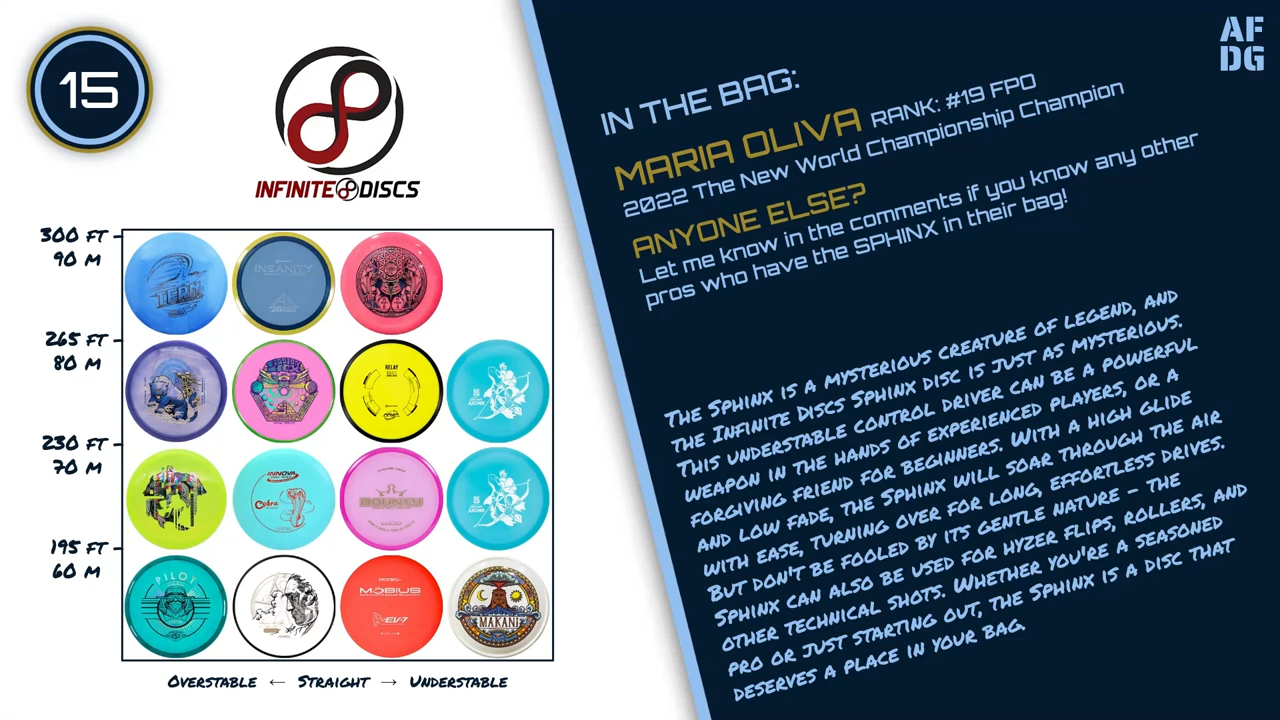 15
INFINITE DISCS
AF
DG
IN THE BAG:
MARIA OLIVA RANK: #19 FPO
2022 The New World Championship Champion
ANYONE ELSE?
Let me know in the comments if you know any other
pros who have the SPHINX in their bag!
The Sphinx is a mysterious creature of legend, and
the Infinite Discs Sphinx disc is just as mysterious.
This understable control driver can be a powerful
weapon in the hands of experienced players, or a
forgiving friend for beginners. With a high glide
and low fade, the Sphinx will soar through the air
with ease, turning over for long, effortless drives.
But don't be fooled by its gentle nature – the
Sphinx can also be used for hyzer flips, rollers, and
other technical shots. Whether you're a seasoned
pro or just starting out, the Sphinx is a disc that
deserves a place in your bag.
300 ft
90 m
265 ft
80 m
230 ft
70 m
195 ft
60 m
TERN
INSANITY
RELAY
ARCHER
INNOVA
Cobra
BOUNTY
ARCHER
PILOT
MÖBIUS
EV-7
MAKANI
Overstable ← Straight → Understable